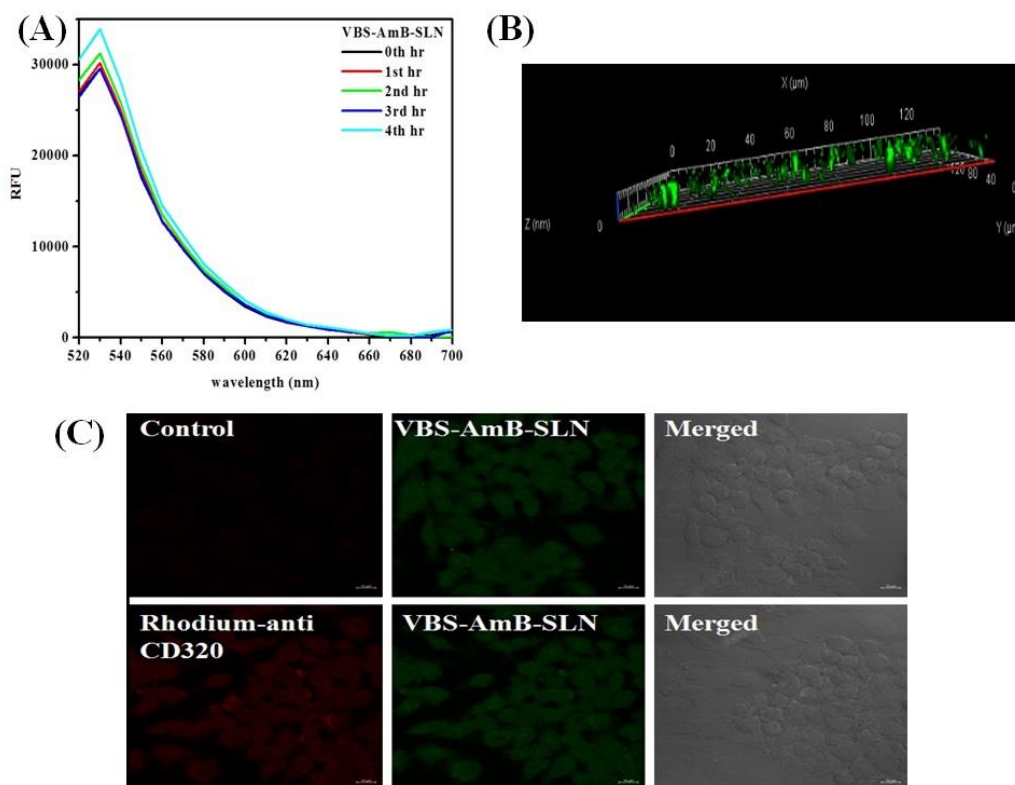 (A)
VBS-AmB-SLN
0th hr
1st hr
2nd hr
3rd hr
4th hr
30000
20000
10000
0
RFU
520 540 560 580 600 620 640 660 680 700
wavelength (nm)
(B)
X (µm)
0 20 40 60 80 100 120
120 80 40 0
Z (nm)
0
Y (µm
(C)
Control
VBS-AmB-SLN
Merged
Rhodium-anti
CD320
VBS-AmB-SLN
Merged